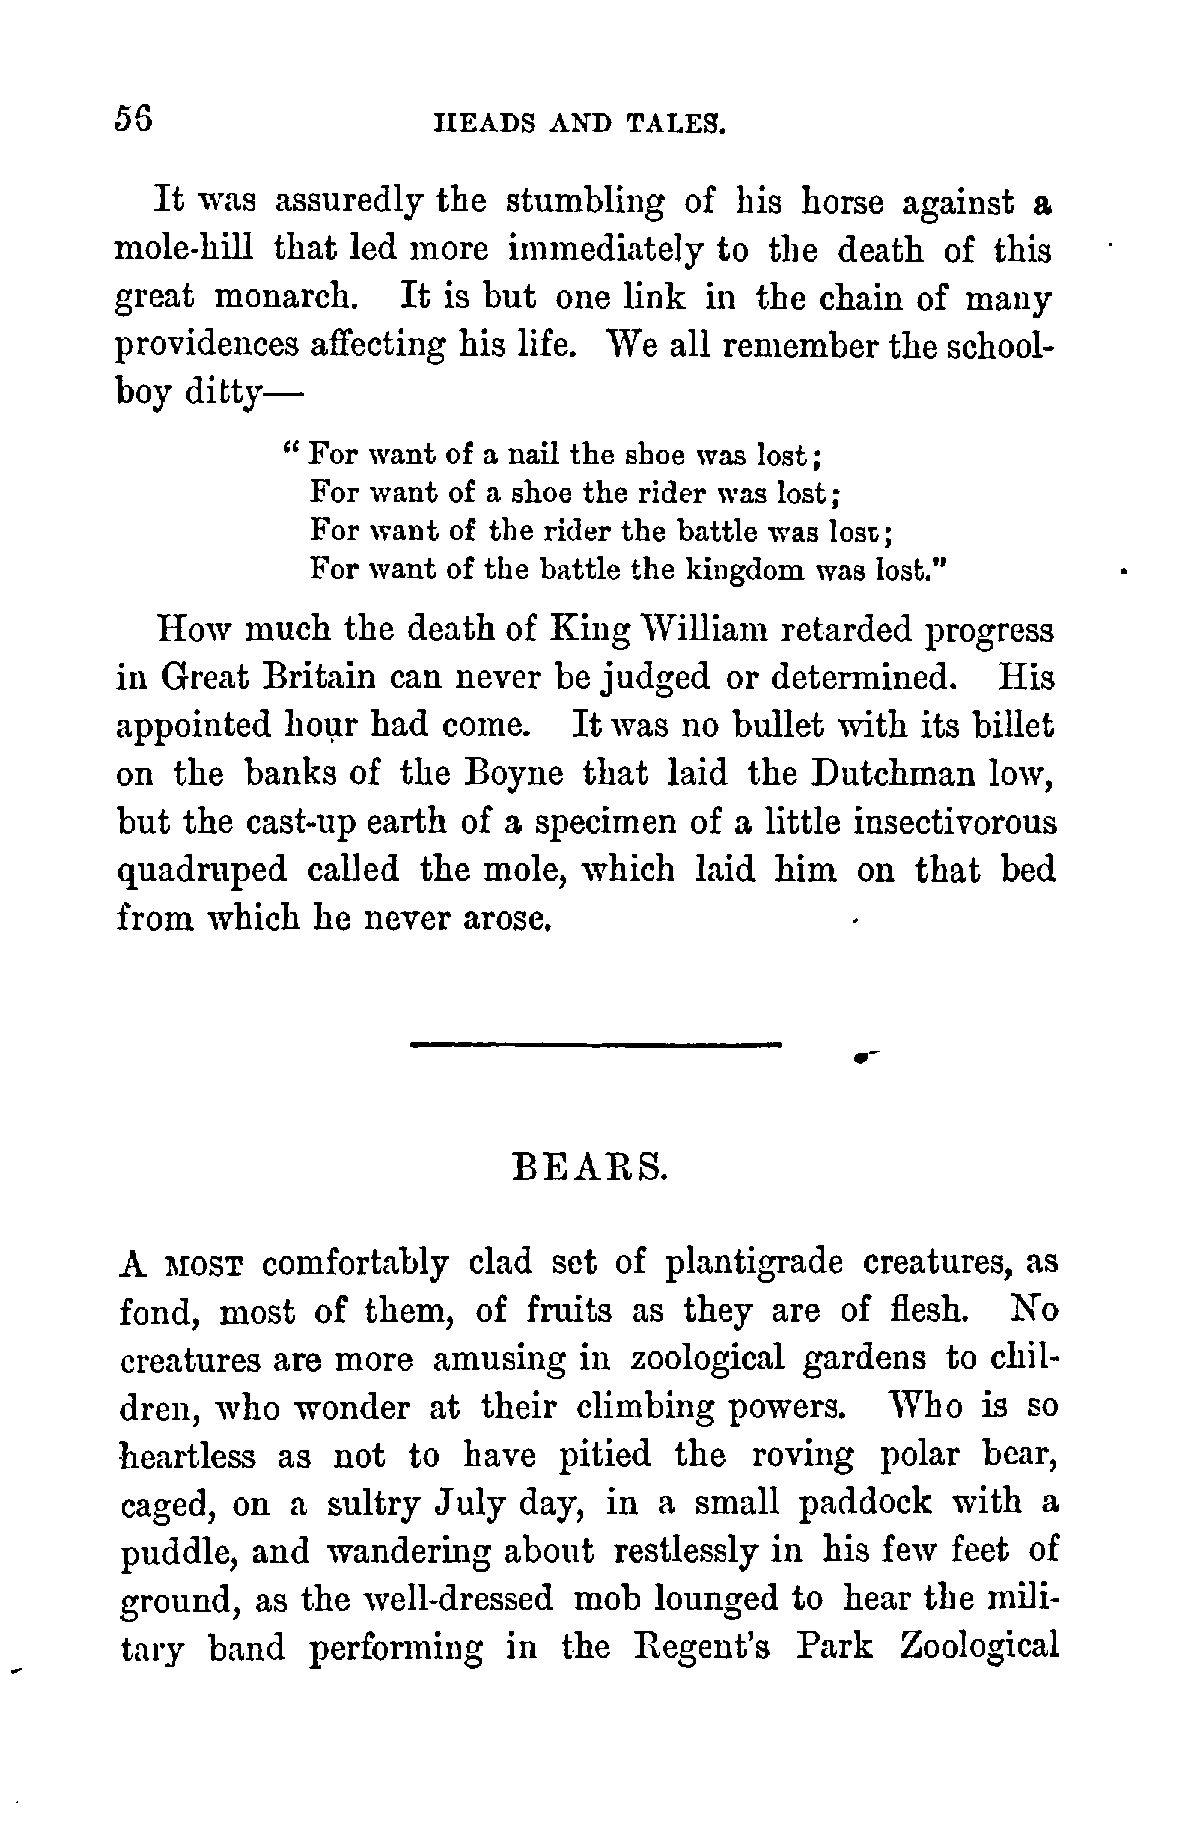 56 HEADS AND TALES.
It was assuredly the stumbling of his horse against a
mole-hill that led more immediately to the death of this
great monarch. It is but one link in the chain of many
providences affecting his life. We all remember the school-
boy ditty—
“ For want of a nail the shoe was lost;
For want of a shoe the rider was lost;
For want of the rider the battle was lost;
For want of the battle the kingdom was lost.”
How much the death of King William retarded progress
in Great Britain can never be judged or determined. His
appointed hour had come. It was no bullet with its billet
on the banks of the Boyne that laid the Dutchman low,
but the cast-up earth of a specimen of a little insectivorous
quadruped called the mole, which laid him on that bed
from which he never arose.
BEARS.
A MOST comfortably clad set of plantigrade creatures, as
fond, most of them, of fruits as they are of flesh. No
creatures are more amusing in zoological gardens to chil-
dren, who wonder at their climbing powers. Who is so
heartless as not to have pitied the roving polar bear,
caged, on a sultry July day, in a small paddock with a
puddle, and wandering about restlessly in his few feet of
ground, as the well-dressed mob lounged to hear the mili-
tary band performing in the Regent's Park Zoological